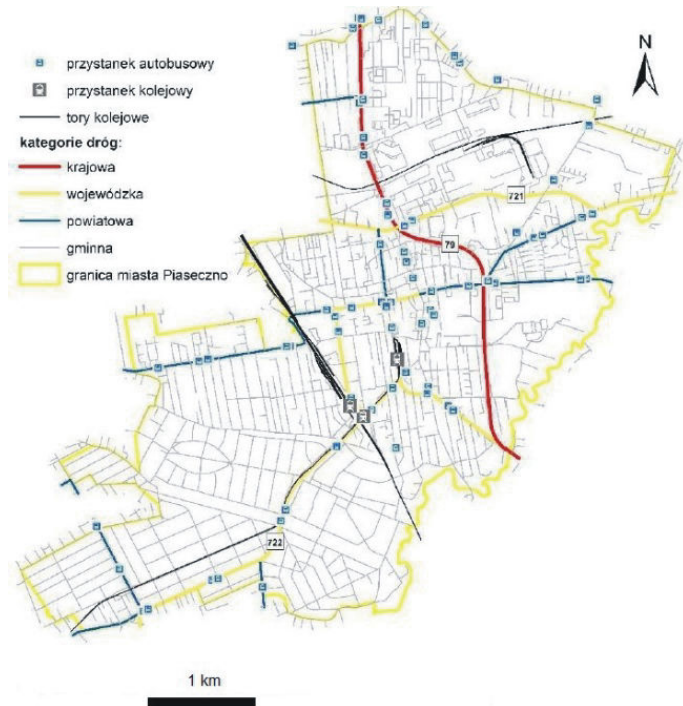 N
przystanek autobusowy
przystanek kolejowy
tory kolejowe
kategorie dróg:
krajowa
wojewódzka
powiatowa
gminna
granica miasta Piaseczno
721
79
722
1 km